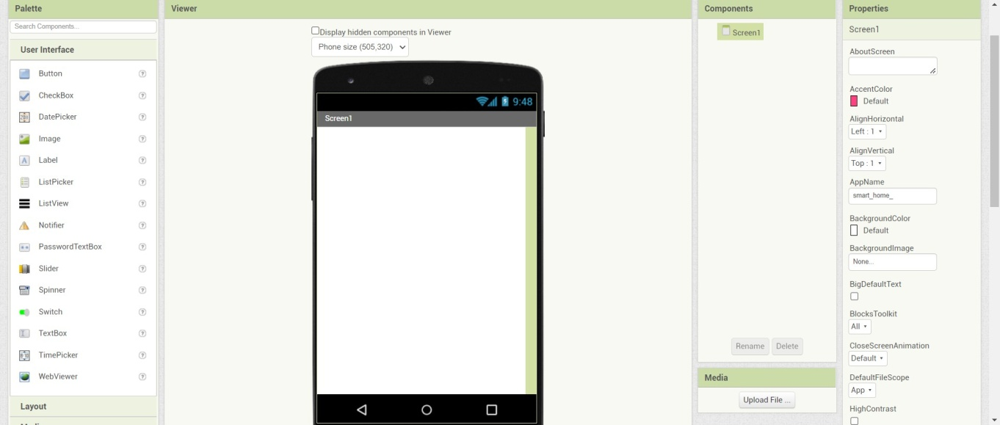 Palette
Search Components...
User Interface
Button
CheckBox
DatePicker
Image
Label
ListPicker
ListView
Notifier
PasswordTextBox
Slider
Spinner
Switch
TextBox
TimePicker
WebViewer
Layout
Viewer
Display hidden components in Viewer
Phone size (505,320)
9:48
Screen1
Components
Screen1
Rename Delete
Media
Upload File ...
Properties
Screen1
AboutScreen
AccentColor
Default
AlignHorizontal
Left : 1
AlignVertical
Top : 1
AppName
smart_home_
BackgroundColor
Default
BackgroundImage
None...
BigDefaultText
BlocksToolkit
All
CloseScreenAnimation
Default
DefaultFileScope
App
HighContrast